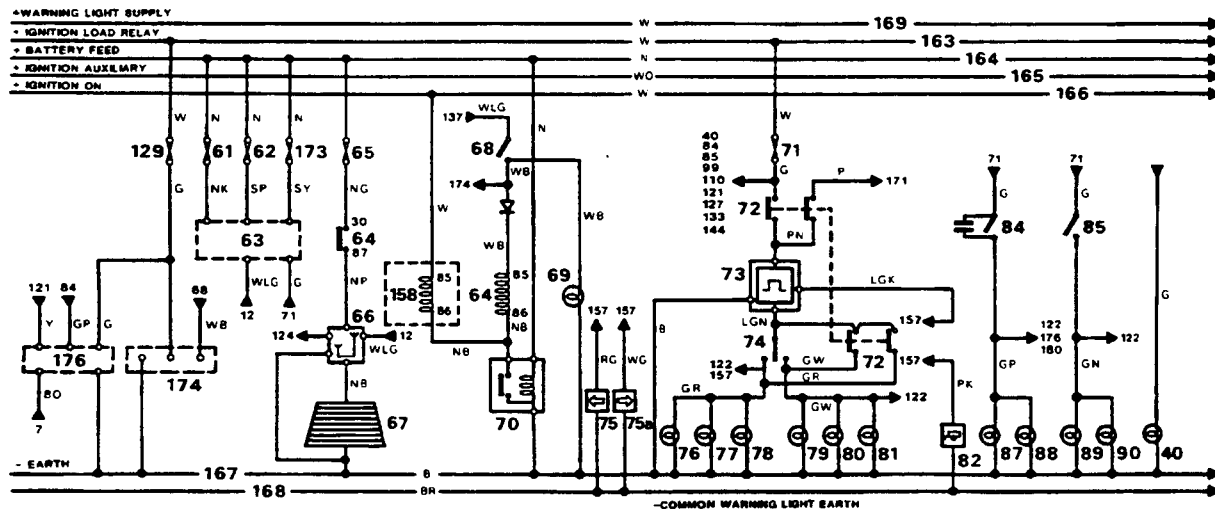 +WARNING LIGHT SUPPLY W 169
+ IGNITION LOAD RELAY W 163
+ BATTERY FEED N 164
+ IGNITION AUXILIARY WO 165
+ IGNITION ON W 166
W N N N WLG N W
137
129 61 62 173 65 68 71
40
84
85
99
110
121
127
133
144
G P 171
71 71
G NK SP SY NG WB
174
72 PN
G G
84 85
63 30
64
87
W WB WB
WLG G NP
158 85
86
64 85
86
69
73 LGK
12 71
121 84 68
Y GP G WB
66
124 12
WLG
NB NB
157 157
B LGN 157
74 72
122
176
180
122
G
176 174
NB
RG WG
GW
122
157
GR
157
GP GN
BO
7
67 70 75 75a
GR GW 122
PK
76 77 78 79 80 81 82 87 88 89 90 40
- EARTH 167 B
168 BR
-COMMON WARNING LIGHT EARTH